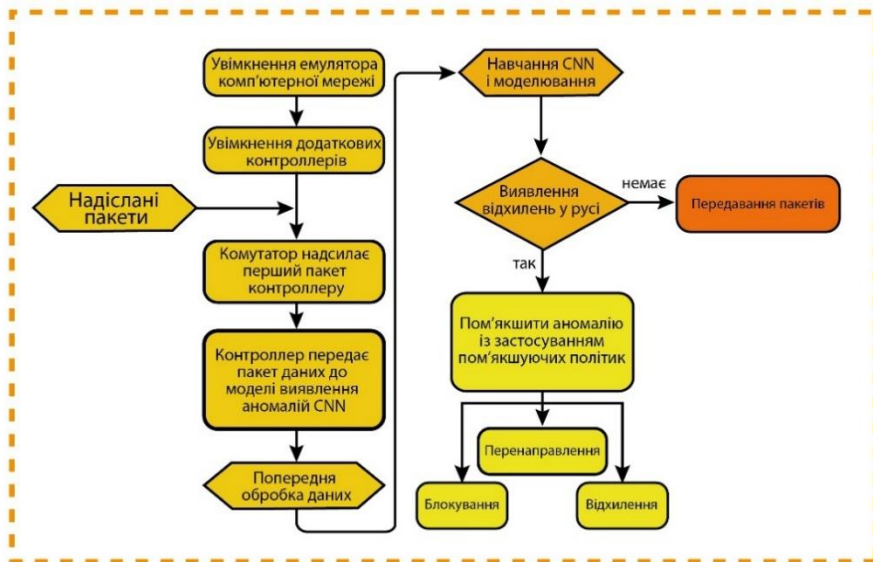 Увімкнення емулятора
комп'ютерної мережі
Увімкнення додаткових
контроллерів
Надіслані
пакети
Комутатор надсилає
перший пакет
контроллеру
Контроллер передає
пакет даних до
моделі виявлення
аномалій CNN
Попередня
обробка даних
Навчання CNN
і моделювання
Виявлення
відхилень у русі
немає
Передавання пакетів
так
Пом'якшити аномалію
із застосуванням
пом'якшуючих політик
Перенаправлення
Блокування
Відхилення